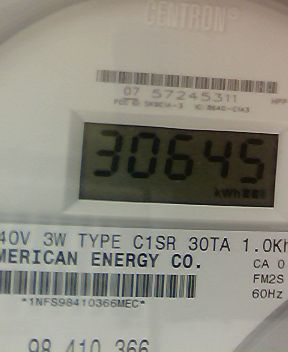 CENTRON®
07 57245311
30645
kWh
40V 3W TYPE C1SR 30TA 1.0Kh
MERICAN ENERGY CO.
CA 0
FM2S
60Hz
*1NFS98410366MEC*
98 410 366